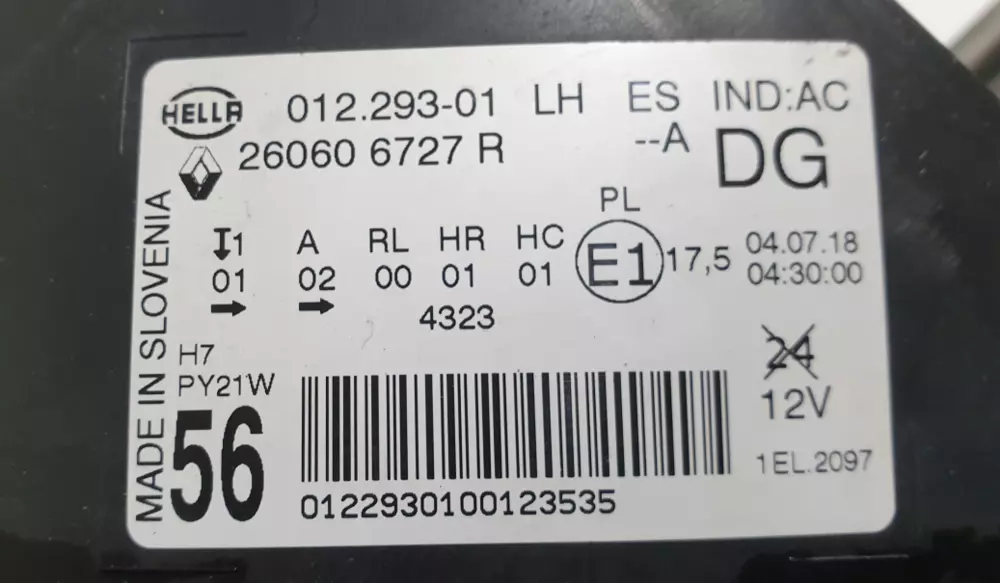 HELLA 012.293-01 LH ES IND:AC
26060 6727 R --A DG
PL
1 A RL HR HC E1 17,5 04.07.18
01 02 00 01 01 04:30:00
4323
H7
PY21W
24
12V
56
1EL.2097
0122930100123535
MADE IN SLOVENIA